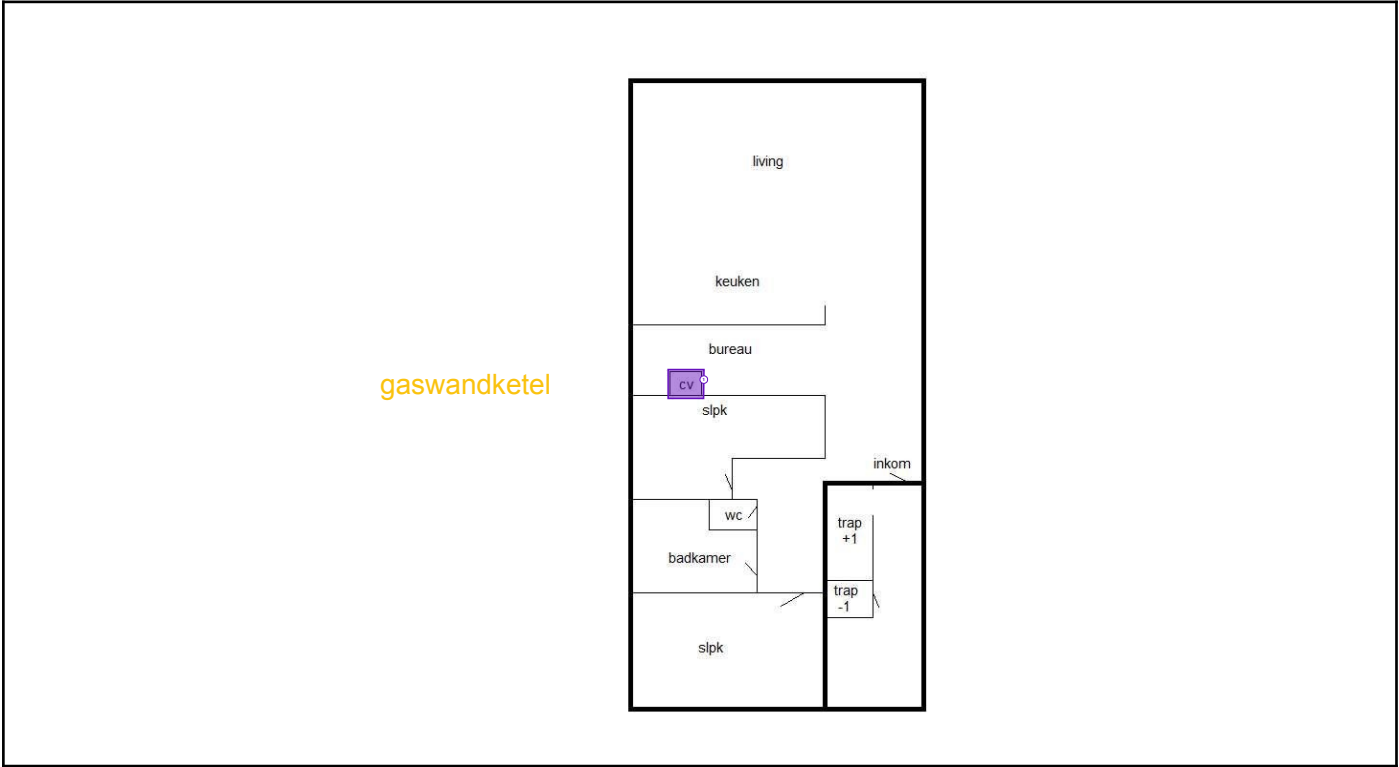 living
keuken
bureau
gaswandketel
cv
slpk
inkom
wc
trap
+1
badkamer
trap
-1
slpk